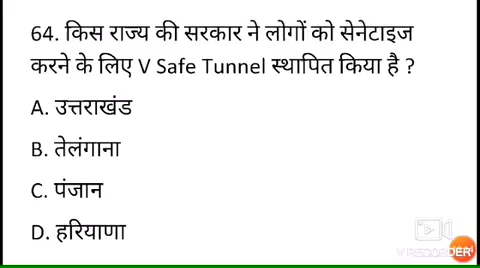 64. किस राज्य की सरकार ने लोगों को सेनेटाइज
करने के लिए V Safe Tunnel स्थापित किया है ?
A. उत्तराखंड
B. तेलंगाना
C. पंजान
D. हरियाणा